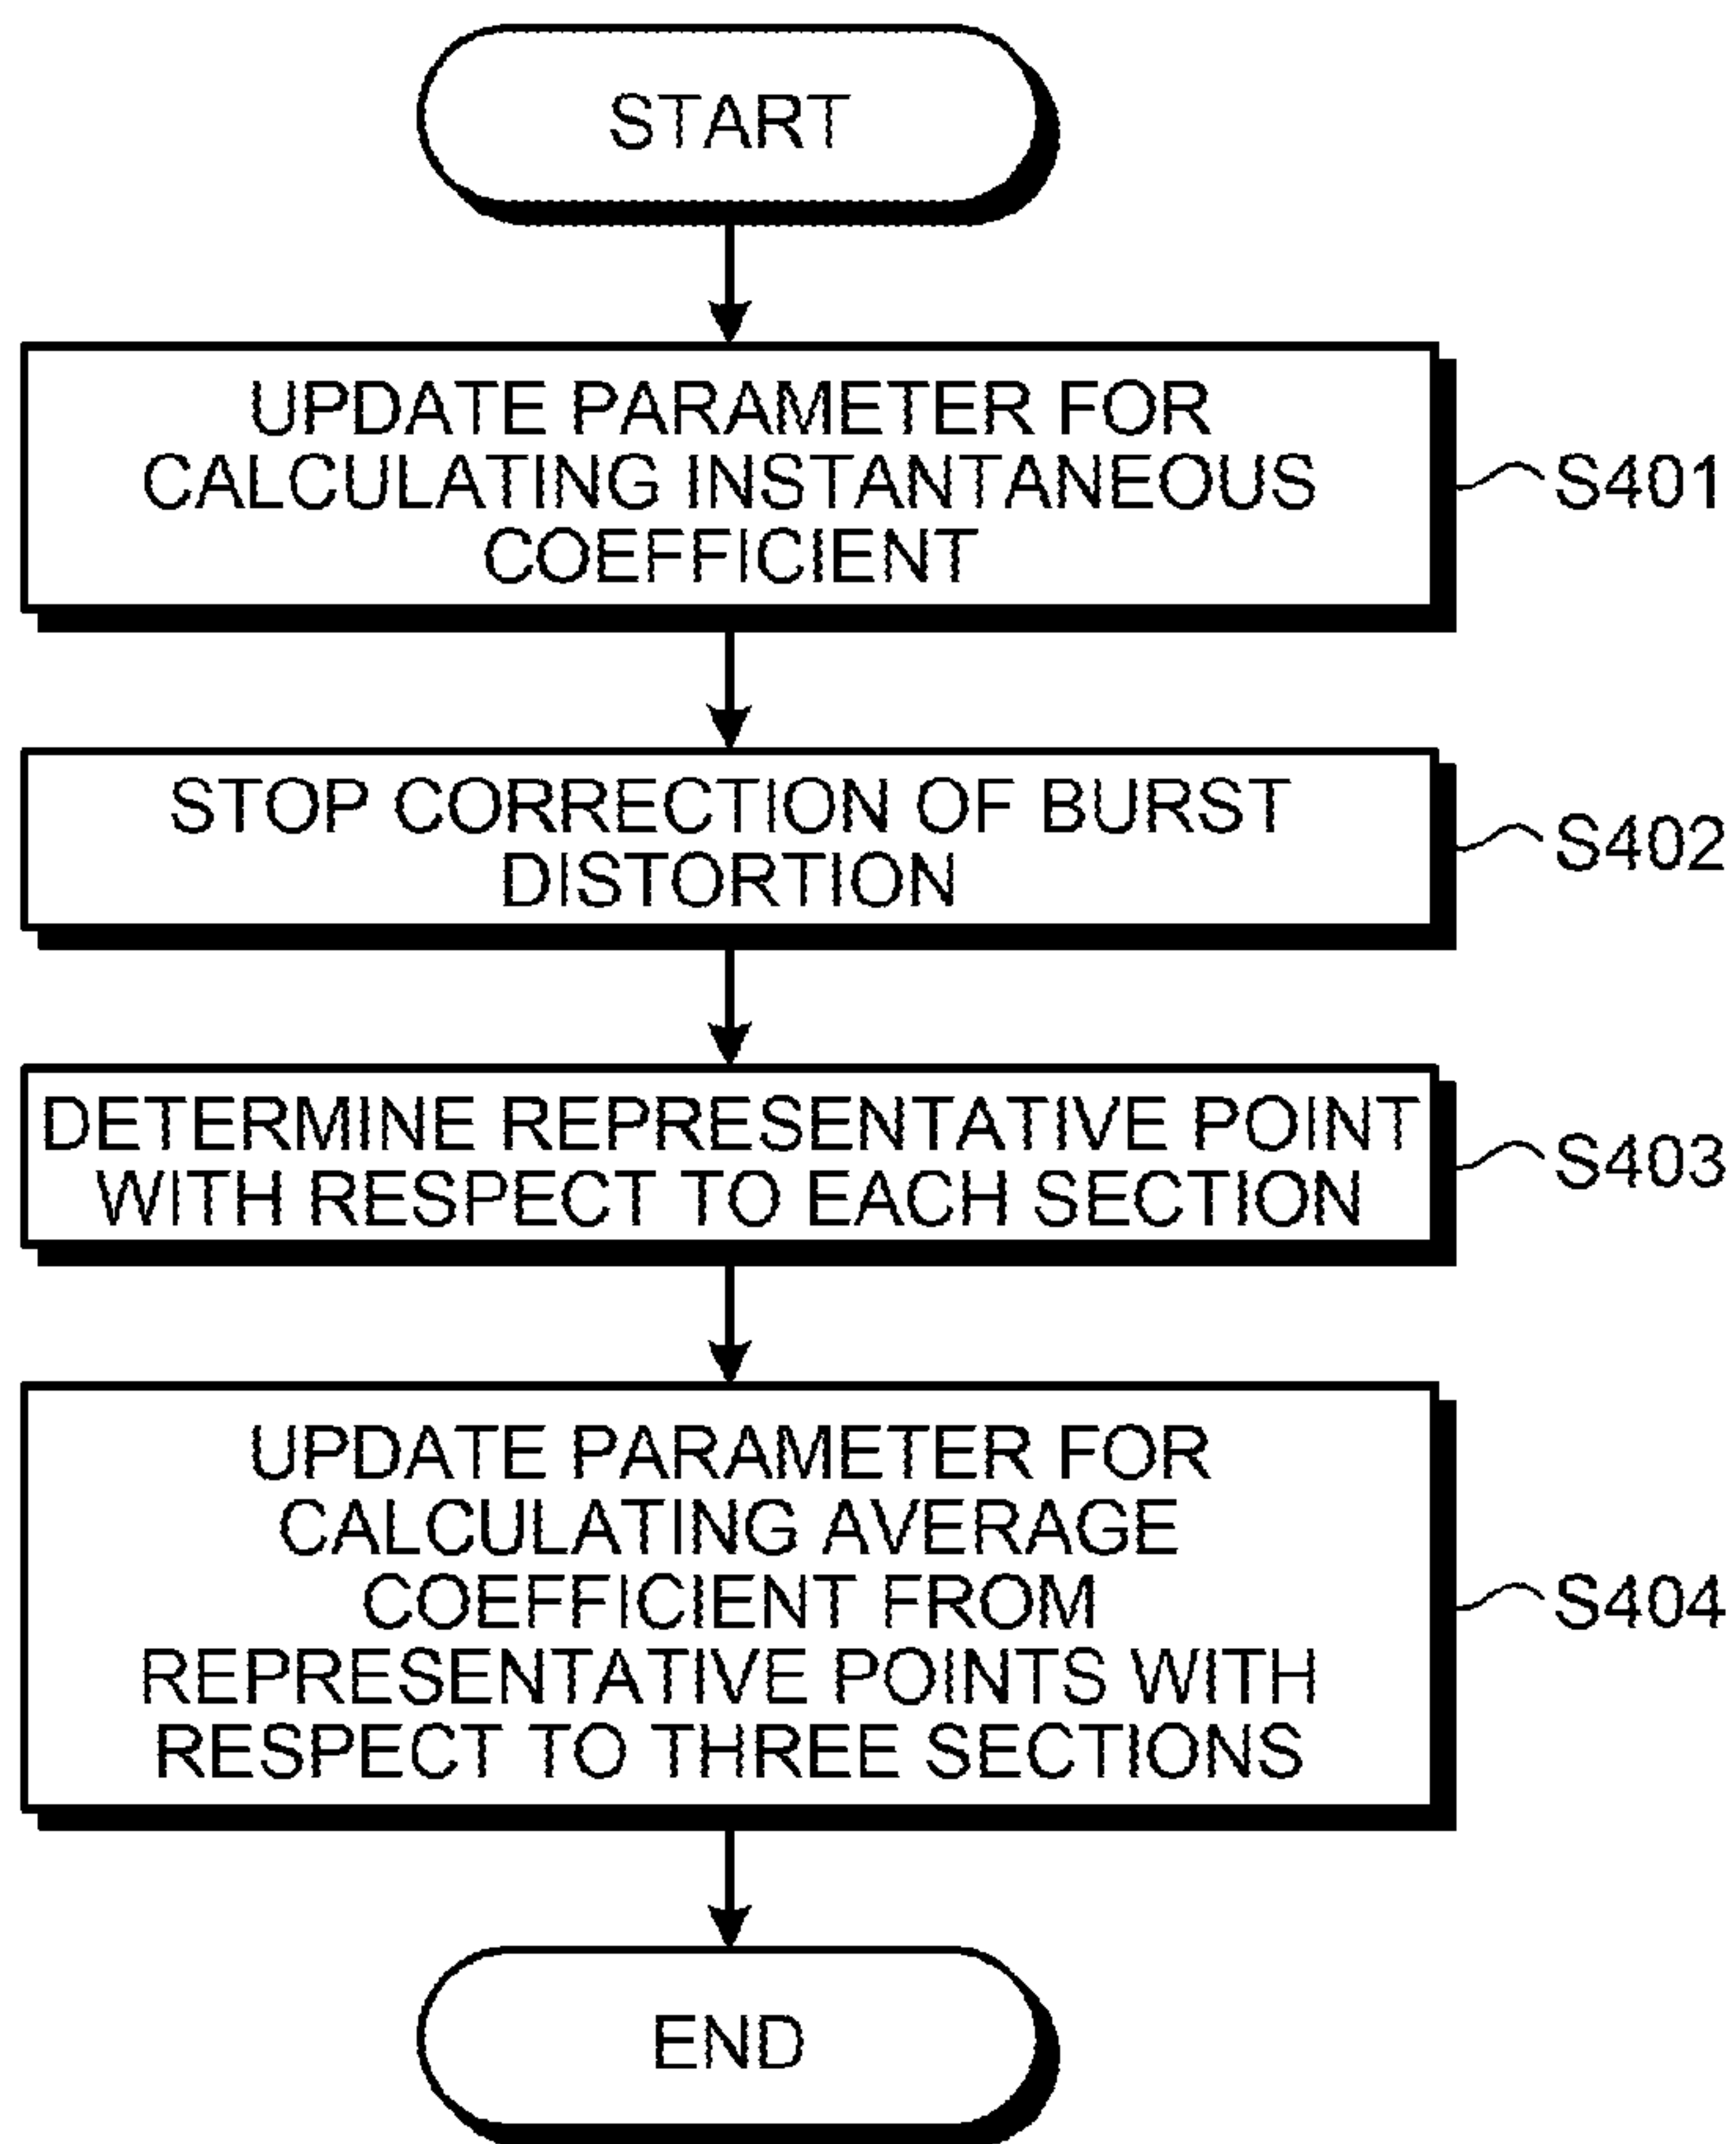 START
UPDATE PARAMETER FOR
CALCULATING INSTANTANEOUS
COEFFICIENT
S401
STOP CORRECTION OF BURST
DISTORTION
S402
DETERMINE REPRESENTATIVE POINT
WITH RESPECT TO EACH SECTION
S403
UPDATE PARAMETER FOR
CALCULATING AVERAGE
COEFFICIENT FROM
REPRESENTATIVE POINTS WITH
RESPECT TO THREE SECTIONS
S404
END